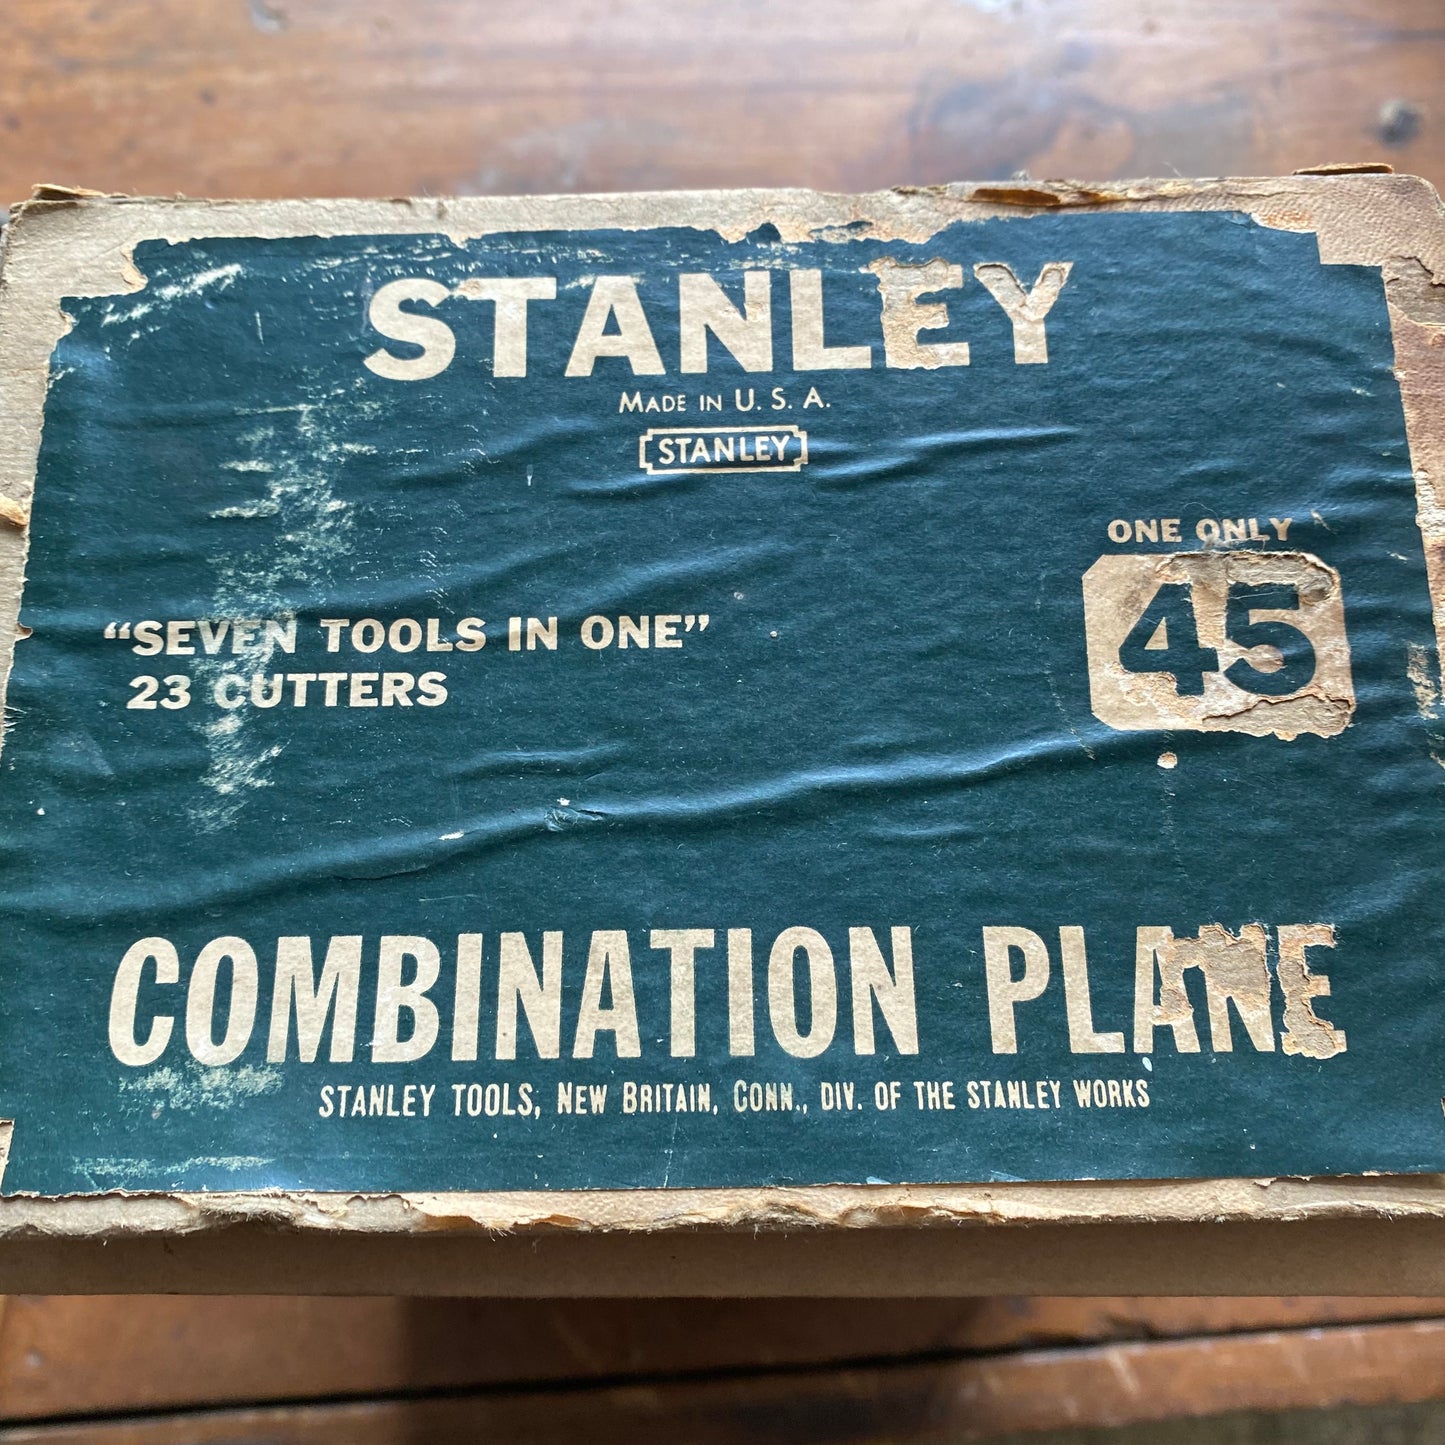 STANLEY
MADE IN U. S. A.
STANLEY
ONE ONLY
45
"SEVEN TOOLS IN ONE"
23 CUTTERS
COMBINATION PLANE
STANLEY TOOLS, NEW BRITAIN, CONN., DIV. OF THE STANLEY WORKS